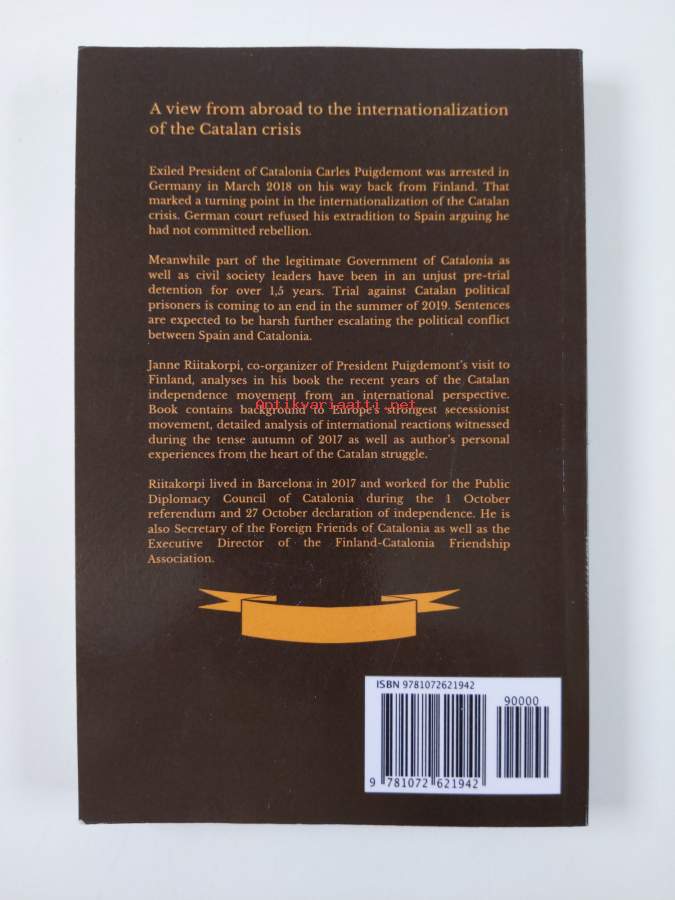 A view from abroad to the internationalization
of the Catalan crisis
Exiled President of Catalonia Carles Puigdemont was arrested in
Germany in March 2018 on his way back from Finland. That
marked a turning point in the internationalization of the Catalan
crisis. German court refused his extradition to Spain arguing he
had not committed rebellion.
Meanwhile part of the legitimate Government of Catalonia as
well as civil society leaders have been in an unjust pre-trial
detention for over 1,5 years. Trial against Catalan political
prisoners is coming to an end in the summer of 2019. Sentences
are expected to be harsh further escalating the political conflict
between Spain and Catalonia.
Janne Riitakorpi, co-organizer of President Puigdemont's visit to
Finland, analyses in his book the recent years of the Catalan
independence movement from an international perspective.
Antikvariaatti.net
Book contains background to Europe's strongest secessionist
movement, detailed analysis of international reactions witnessed
during the tense autumn of 2017 as well as author's personal
experiences from the heart of the Catalan struggle.
Riitakorpi lived in Barcelona in 2017 and worked for the Public
Diplomacy Council of Catalonia during the 1 October
referendum and 27 October declaration of independence. He is
also Secretary of the Foreign Friends of Catalonia as well as the
Executive Director of the Finland-Catalonia Friendship
Association.
ISBN 9781072621942
90000
9 781072 621942